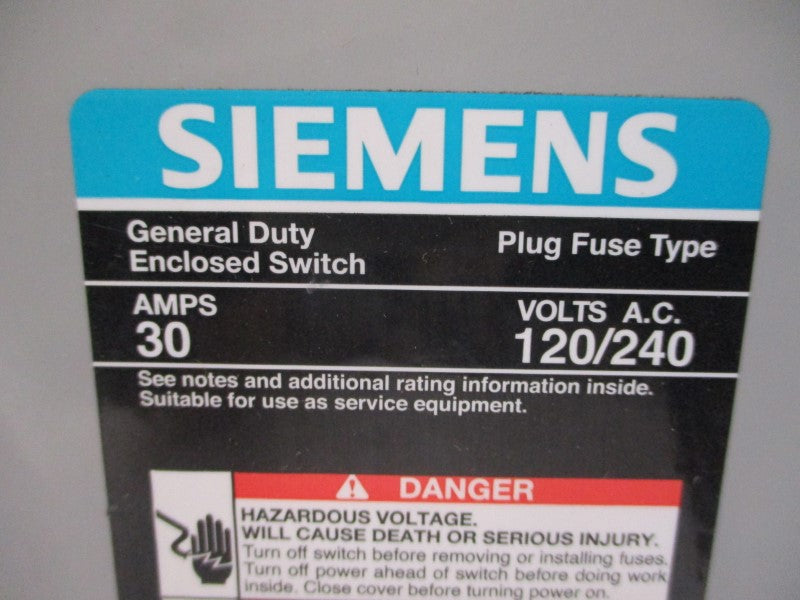 SIEMENS
General Duty
Enclosed Switch
Plug Fuse Type
AMPS
30
VOLTS A.C.
120/240
See notes and additional rating information inside.
Suitable for use as service equipment.
DANGER
HAZARDOUS VOLTAGE.
WILL CAUSE DEATH OR SERIOUS INJURY.
Turn off switch before removing or installing fuses.
Turn off power ahead of switch before doing work
inside. Close cover before turning power on.